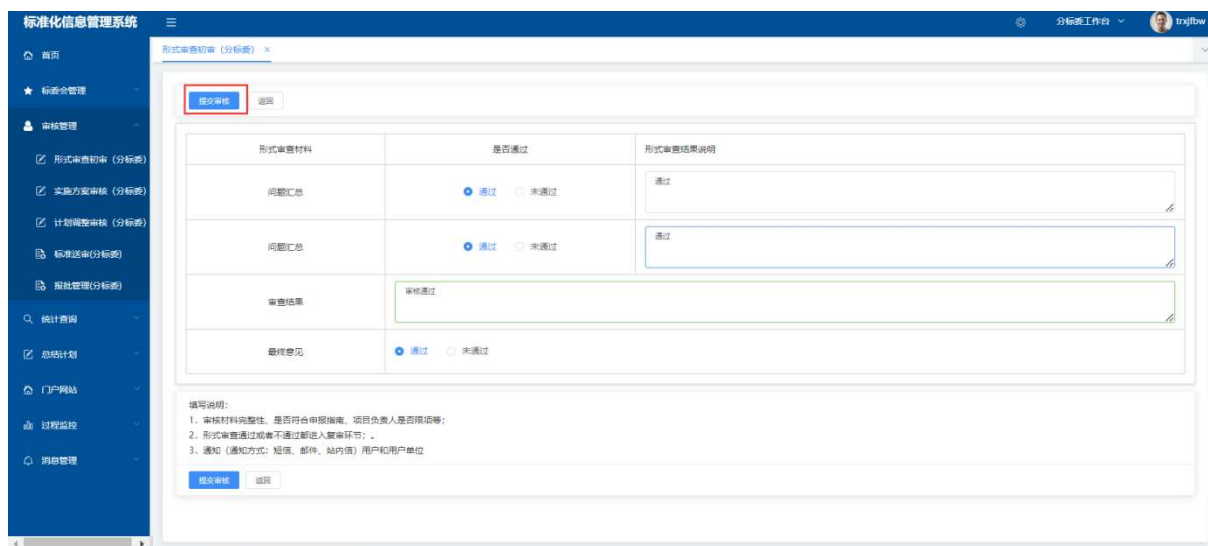 标准化信息管理系统
分标委工作台
trxjfbw
首页
形式审查初审（分标委） ×
标委会管理
提交审核 返回
审核管理
形式审查材料 是否通过 形式审查结果说明
形式审查初审（分标委）
问题汇总 通过 未通过 通过
实施方案审核（分标委）
计划调整审核（分标委）
问题汇总 通过 未通过 通过
标准送审(分标委)
报批管理(分标委)
审查结果 审核通过
统计查询
最终意见 通过 未通过
总结计划
门户网站
填写说明：
1、审核材料完整性、是否符合申报指南、项目负责人是否限项等；
过程监控
2、形式审查通过或者不通过都进入复审环节；。
3、通知（通知方式：短信、邮件、站内信）用户和用户单位
消息管理
提交审核 返回